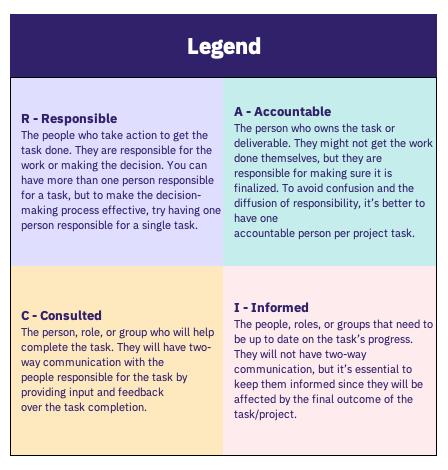 Legend
R - Responsible
The people who take action to get the
task done. They are responsible for the
work or making the decision. You can
have more than one person responsible
for a task, but to make the decision-
making process effective, try having one
person responsible for a single task.
A - Accountable
The person who owns the task or
deliverable. They might not get the work
done themselves, but they are
responsible for making sure it is
finalized. To avoid confusion and the
diffusion of responsibility, it's better to
have one
accountable person per project task.
C - Consulted
The person, role, or group who will help
complete the task. They will have two-
way communication with the
people responsible for the task by
providing input and feedback
over the task completion.
I - Informed
The people, roles, or groups that need to
be up to date on the task's progress.
They will not have two-way
communication, but it's essential to
keep them informed since they will be
affected by the final outcome of the
task/project.